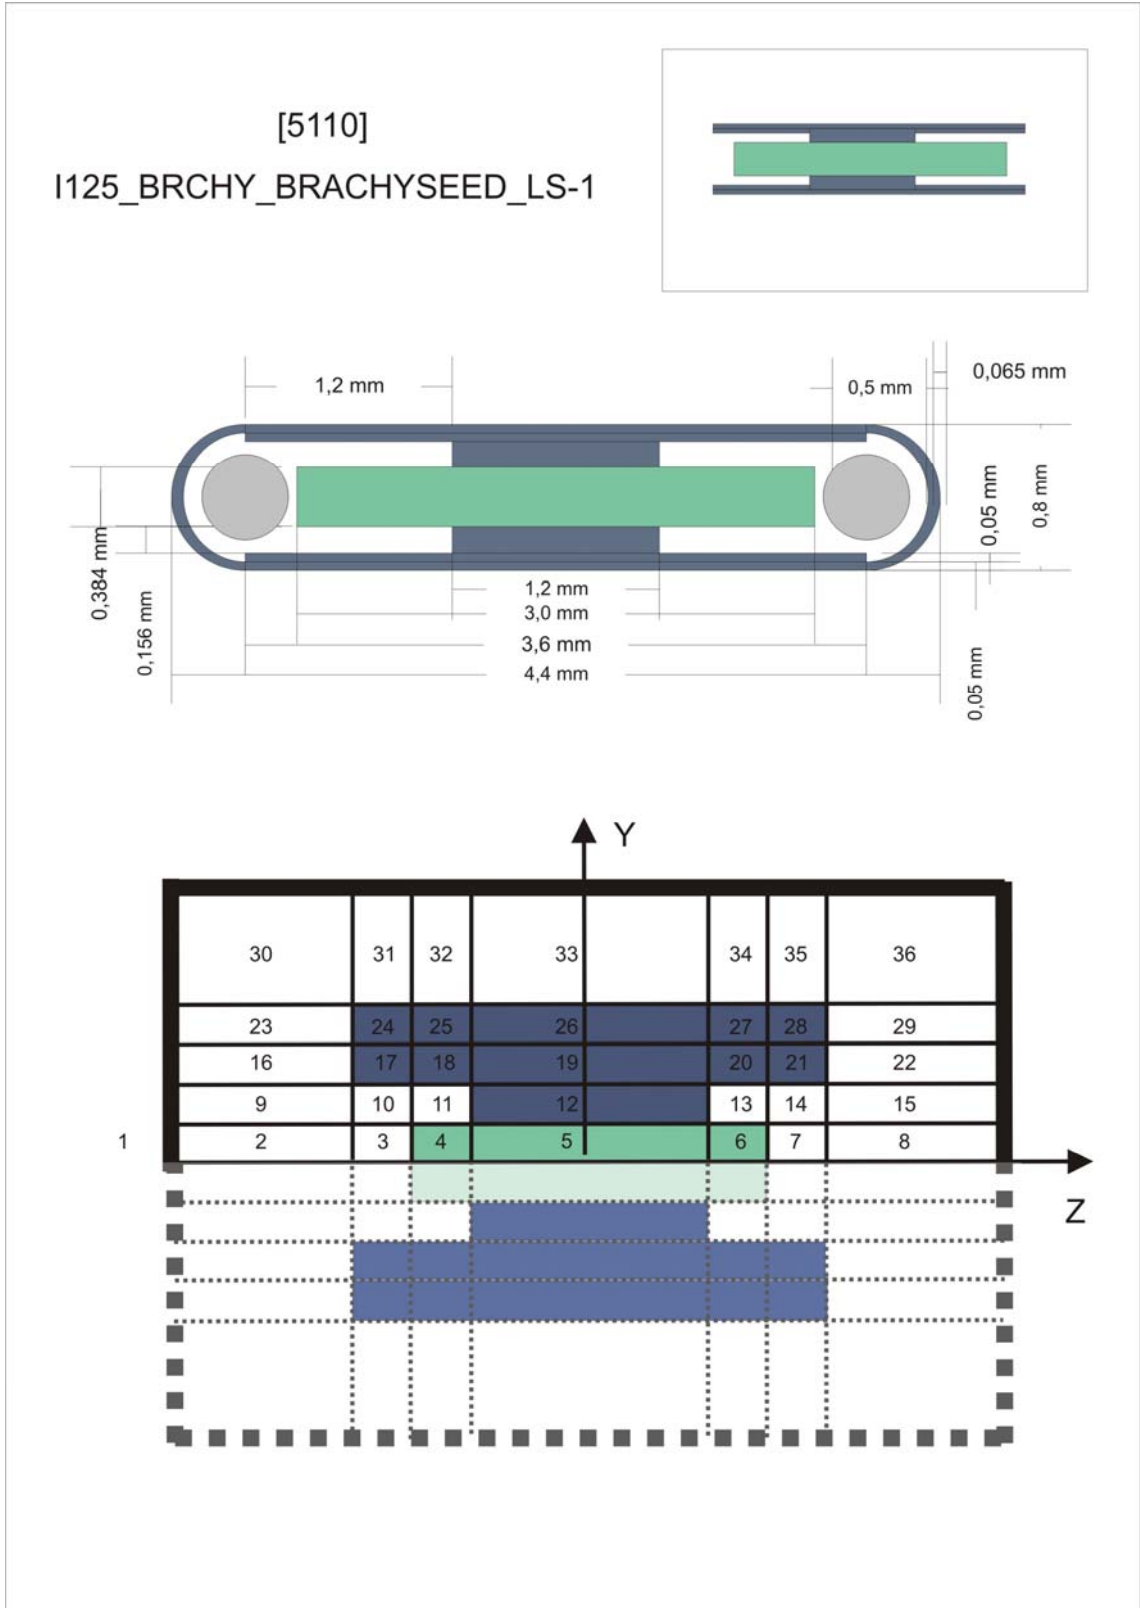 [5110]
I125_BRCHY_BRACHYSEED_LS-1
1,2 mm
0,5 mm
0,065 mm
0,384 mm
0,156 mm
0,05 mm
0,8 mm
1,2 mm
3,0 mm
3,6 mm
4,4 mm
0,05 mm
Y
30 31 32 33 34 35 36
23 24 25 26 27 28 29
16 17 18 19 20 21 22
9 10 11 12 13 14 15
1 2 3 4 5 6 7 8
Z